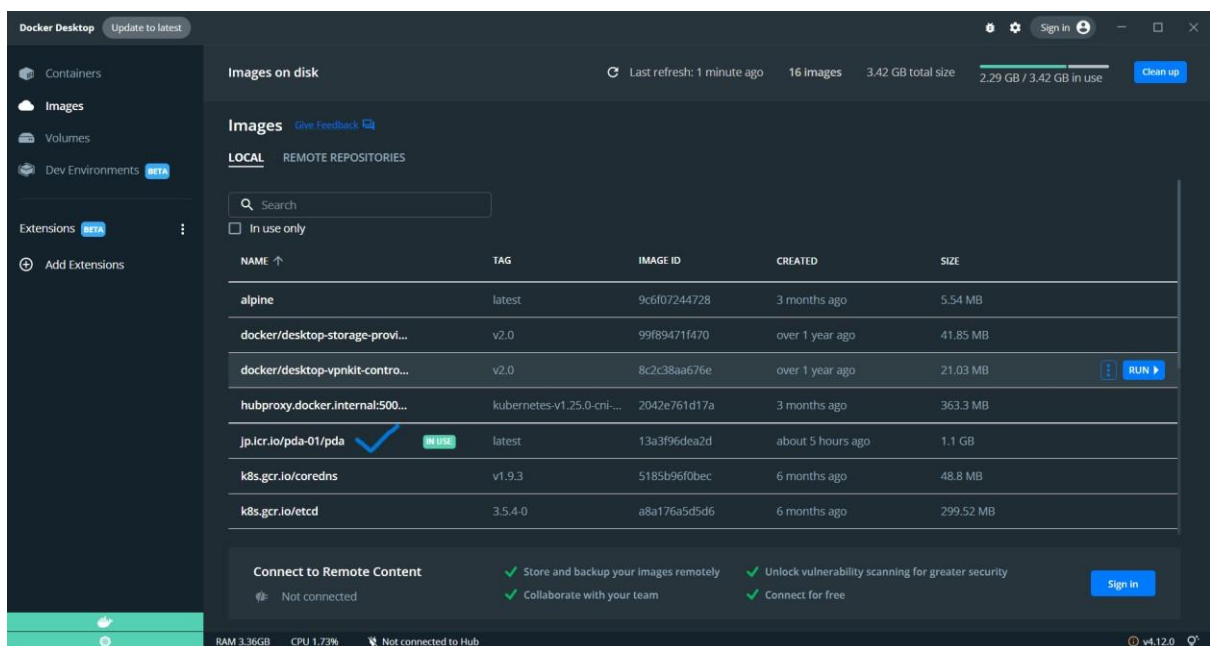 Docker Desktop Update to latest Sign in
Containers
Images
Volumes
Dev Environments BETA
Extensions BETA
Add Extensions
Images on disk Last refresh: 1 minute ago 16 images 3.42 GB total size 2.29 GB / 3.42 GB in use Clean up
Images Give Feedback
LOCAL REMOTE REPOSITORIES
Search
In use only
NAME TAG IMAGE ID CREATED SIZE
alpine latest 9c6f07244728 3 months ago 5.54 MB
docker/desktop-storage-provi... v2.0 99f89471f470 over 1 year ago 41.85 MB
docker/desktop-vpnkit-contro... v2.0 8c2c38aa676e over 1 year ago 21.03 MB RUN
hubproxy.docker.internal:500... kubernetes-v1.25.0-cni-... 2042e761d17a 3 months ago 363.3 MB
jp.icr.io/pda-01/pda IN USE latest 13a3f96dea2d about 5 hours ago 1.1 GB
k8s.gcr.io/coredns v1.9.3 5185b96f0bec 6 months ago 48.8 MB
k8s.gcr.io/etcd 3.5.4-0 a8a176a5d5d6 6 months ago 299.52 MB
Connect to Remote Content
Not connected
Store and backup your images remotely
Collaborate with your team
Unlock vulnerability scanning for greater security
Connect for free
Sign in
RAM 3.36GB CPU 1.73% Not connected to Hub v4.12.0